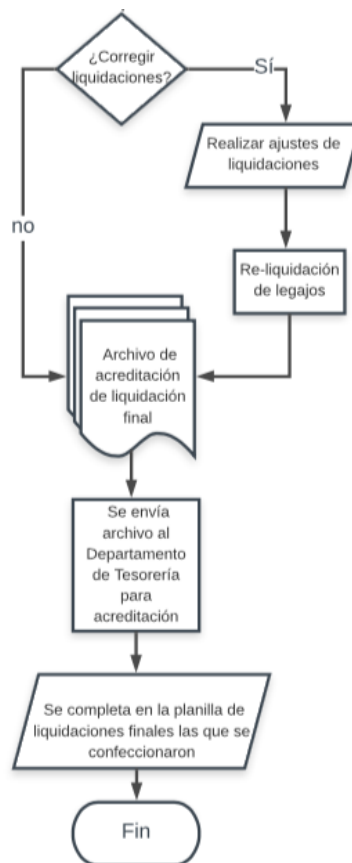 ¿Corregir
liquidaciones?
Sí
Realizar ajustes de
liquidaciones
no
Re-liquidación
de legajos
Archivo de
acreditación
de liquidación
final
Se envía
archivo al
Departamento
de Tesorería
para
acreditación
Se completa en la planilla de
liquidaciones finales las que se
confeccionaron
Fin